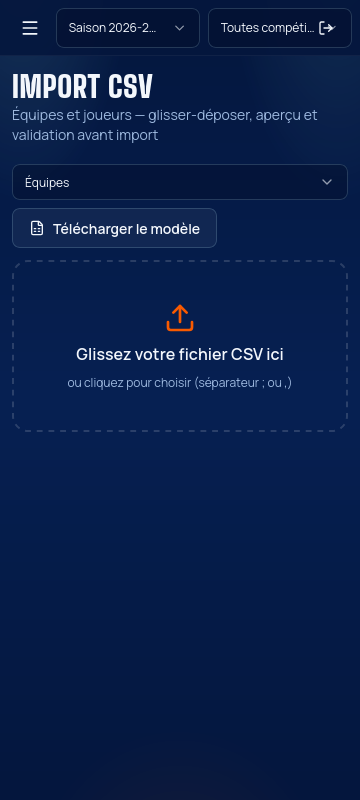 Saison 2026-2…
Toutes compéti…
IMPORT CSV
Équipes et joueurs — glisser-déposer, aperçu et
validation avant import
Équipes
Télécharger le modèle
Glissez votre fichier CSV ici
ou cliquez pour choisir (séparateur ; ou ,)